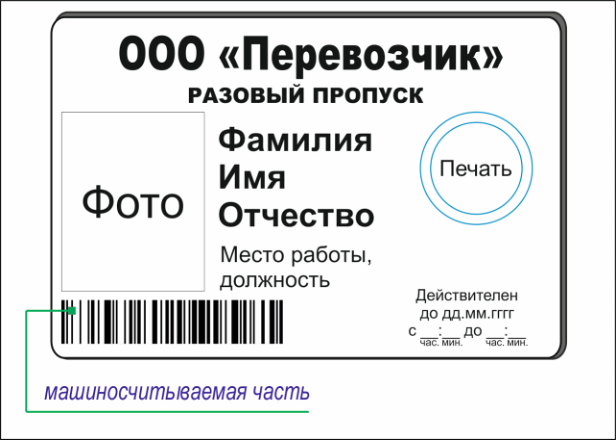 ООО «Перевозчик»
РАЗОВЫЙ ПРОПУСК
Фото
Фамилия
Имя
Отчество
Печать
Место работы,
должность
Действителен
до дд.мм.гггг
с __:__ до __:__
час. мин. час. мин.
машиносчитываемая часть